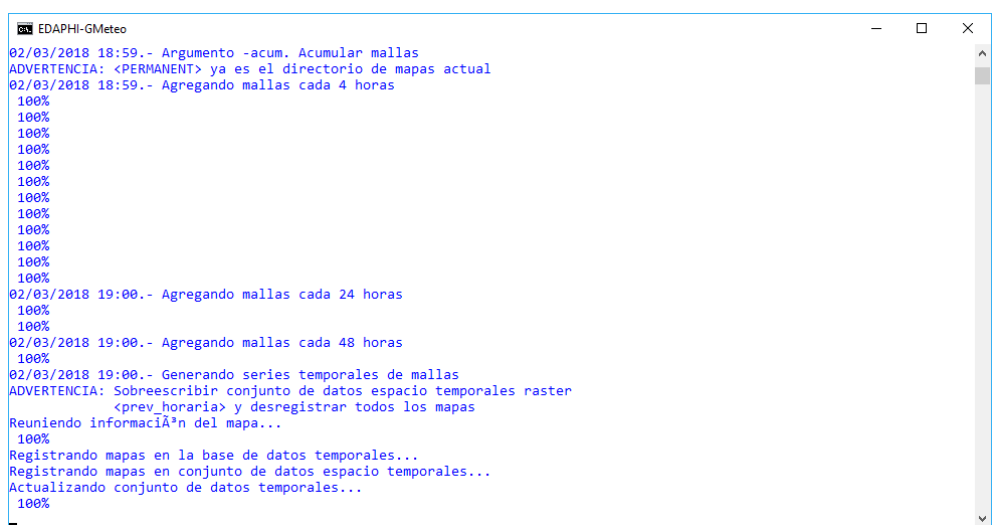 EDAPHI-GMeteo
02/03/2018 18:59.- Argumento -acum. Acumular mallas
ADVERTENCIA: <PERMANENT> ya es el directorio de mapas actual
02/03/2018 18:59.- Agregando mallas cada 4 horas
100%
100%
100%
100%
100%
100%
100%
100%
100%
100%
100%
100%
02/03/2018 19:00.- Agregando mallas cada 24 horas
100%
100%
02/03/2018 19:00.- Agregando mallas cada 48 horas
100%
02/03/2018 19:00.- Generando series temporales de mallas
ADVERTENCIA: Sobreescribir conjunto de datos espacio temporales raster
<prev_horaria> y desregistrar todos los mapas
Reuniendo informaciÃ³n del mapa...
100%
Registrando mapas en la base de datos temporales...
Registrando mapas en conjunto de datos espacio temporales...
Actualizando conjunto de datos temporales...
100%